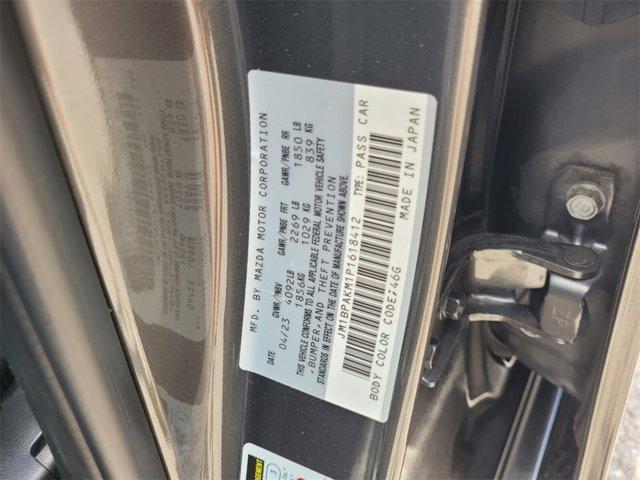 MFD. BY MAZDA MOTOR CORPORATION
GVWR/PNBV GAWR/PNBE FRT GAWR/PNBE RR
04/23 4092LB 2269 LB 1850 LB
1856KG 1029 KG 839 KG
THIS VEHICLE CONFORMS TO ALL APPLICABLE FEDERAL MOTOR VEHICLE SAFETY
, BUMPER, AND THEFT PREVENTION
STANDARDS IN EFFECT ON THE DATE OF MANUFACTURE SHOWN ABOVE.
JM1BPAKM1P1618412 TYPE: PASS CAR
BODY COLOR CODE:46G MADE IN JAPAN